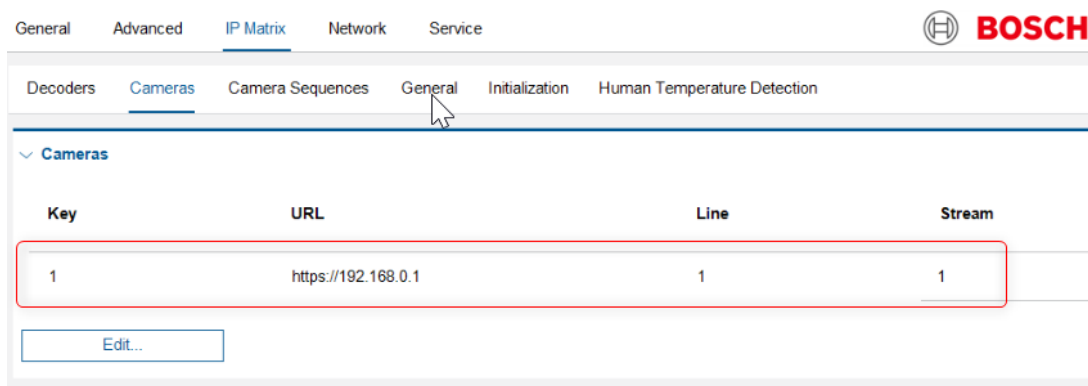 General Advanced IP Matrix Network Service BOSCH
Decoders Cameras Camera Sequences General Initialization Human Temperature Detection
Cameras
Key URL Line Stream
1 https://192.168.0.1 1 1
Edit...